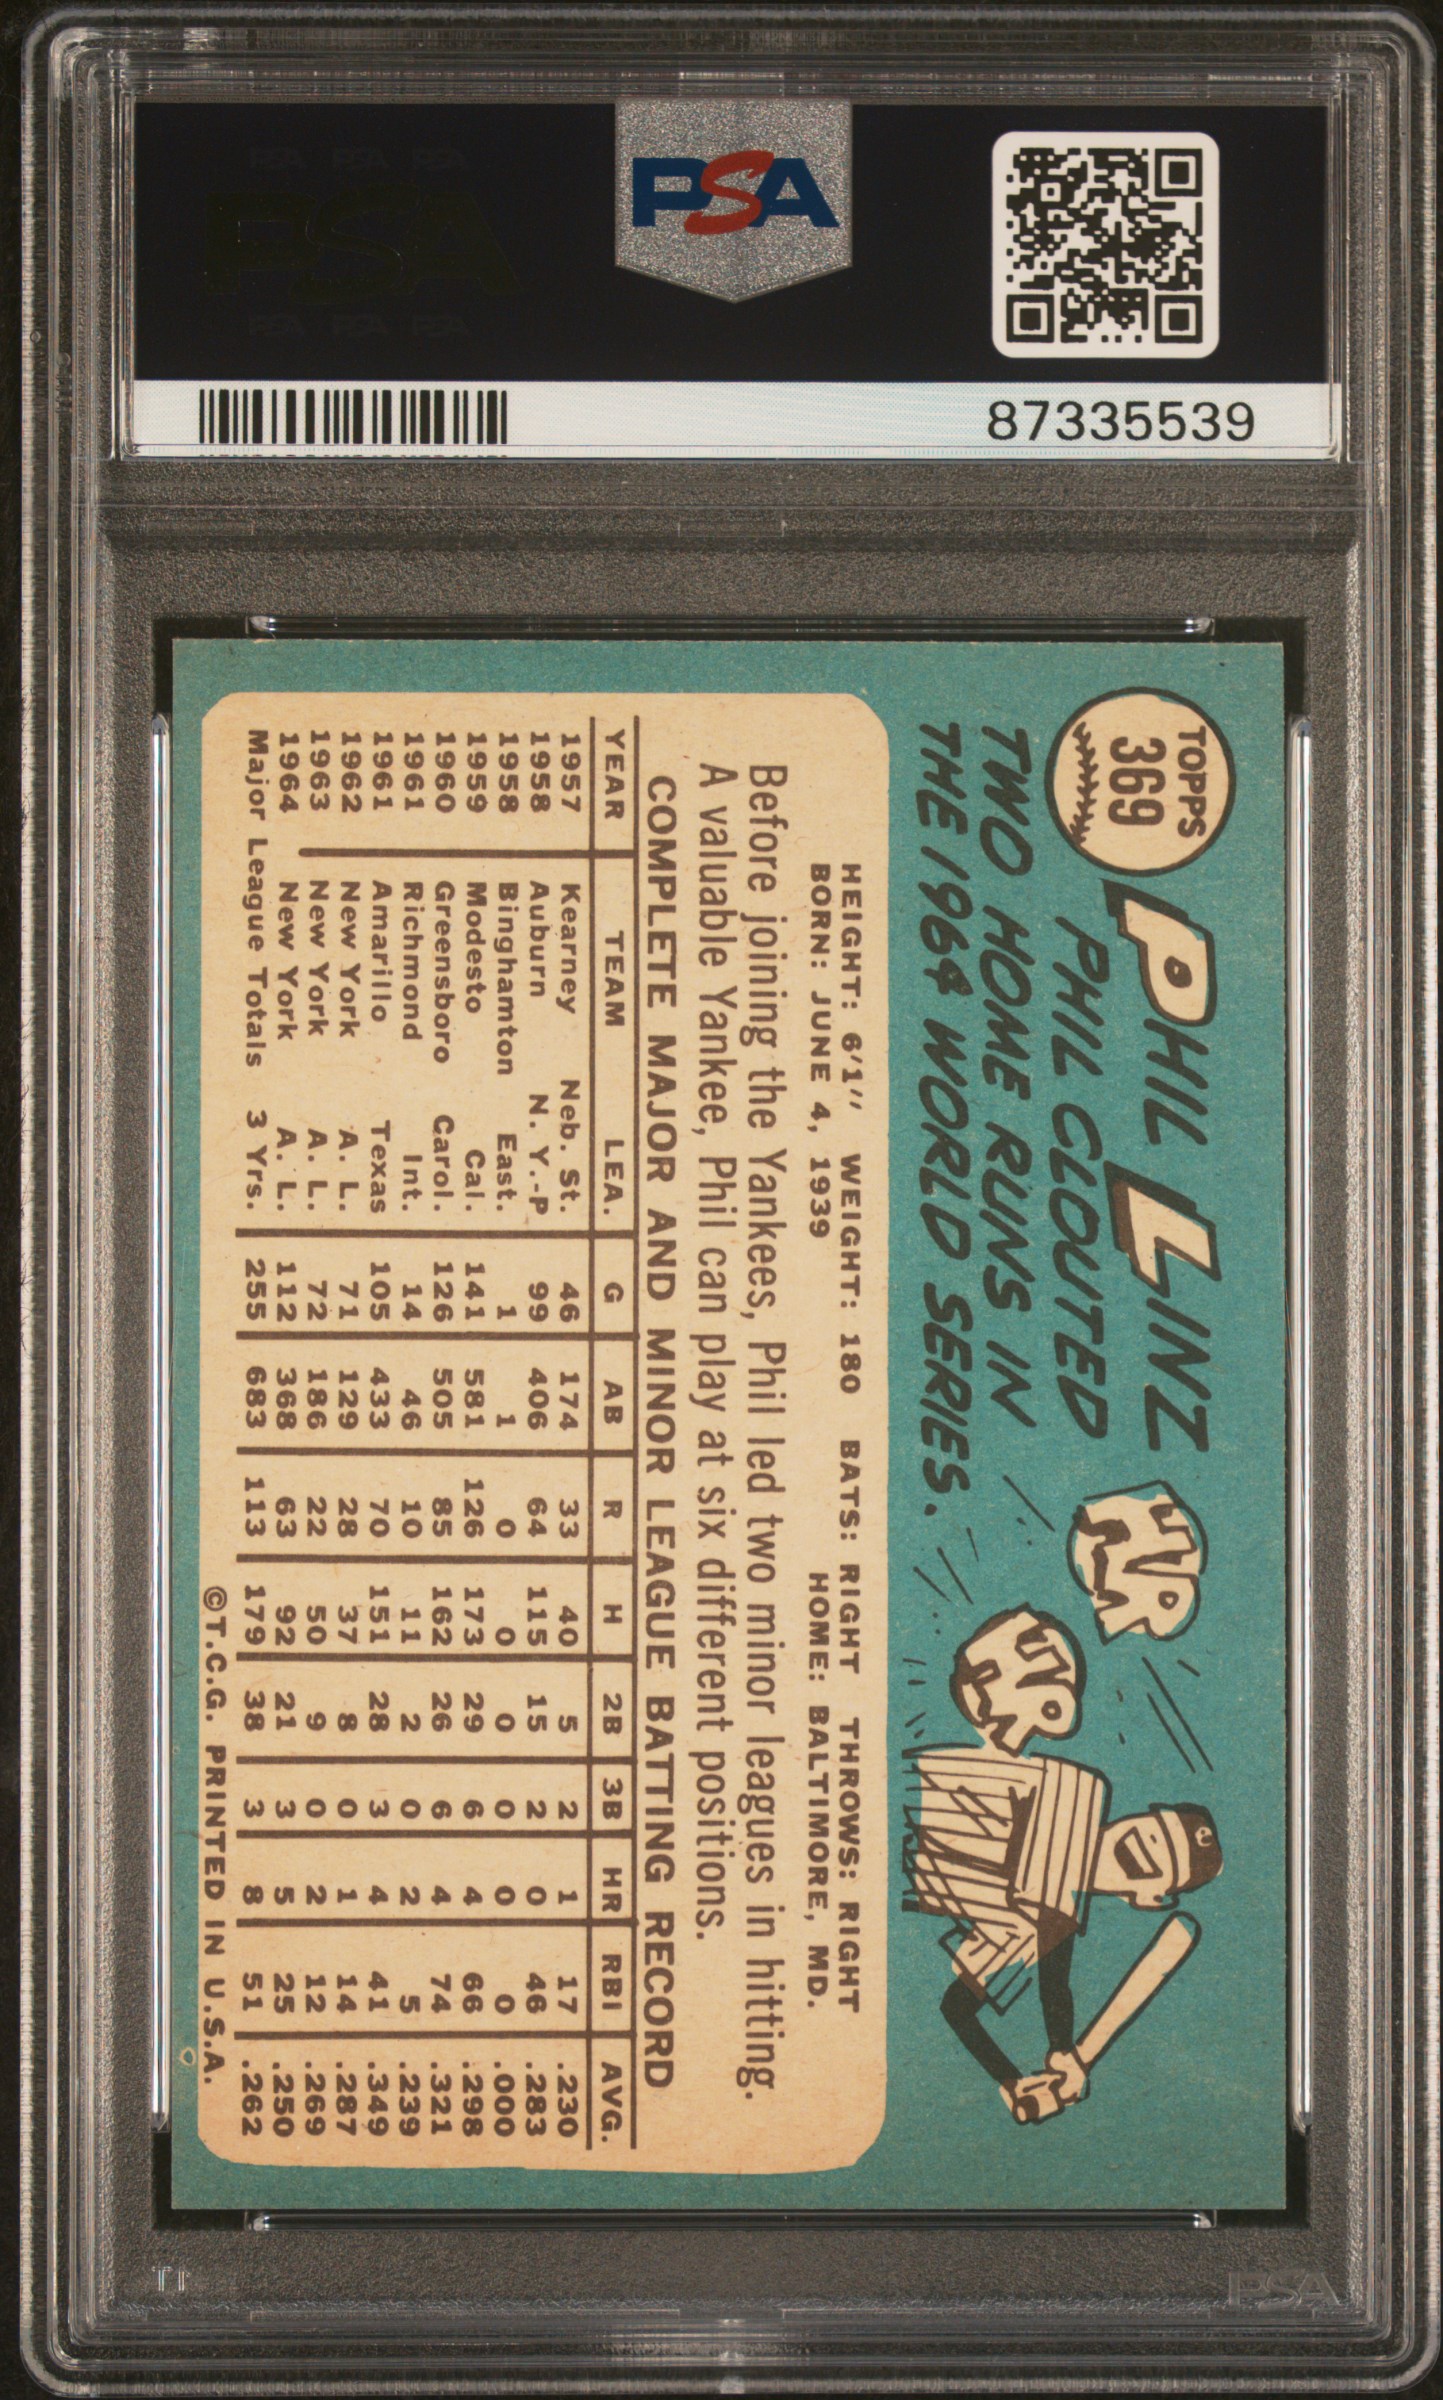 PSA
87335539
TOPPS
369
PHIL LINZ
PHIL CLOUTED
TWO HOME RUNS IN
THE 1964 WORLD SERIES.
HR
HR
HEIGHT: 6'1" WEIGHT: 180 BATS: RIGHT THROWS: RIGHT
BORN: JUNE 4, 1939 HOME: BALTIMORE, MD.
Before joining the Yankees, Phil led two minor leagues in hitting.
A valuable Yankee, Phil can play at six different positions.
COMPLETE MAJOR AND MINOR LEAGUE BATTING RECORD
YEAR TEAM LEA. G AB R H 2B 3B HR RBI AVG.
1957 Kearney Neb. St. 46 174 33 40 5 2 1 17 .230
1958 Auburn N. Y.-P 99 406 64 115 15 2 0 46 .283
1958 Binghamton East. 1 1 0 0 0 0 0 0 .000
1959 Modesto Cal. 141 581 126 173 29 6 4 66 .298
1960 Greensboro Carol. 126 505 85 162 26 6 4 74 .321
1961 Richmond Int. 14 46 10 11 2 0 2 5 .239
1961 Amarillo Texas 105 433 70 151 28 3 4 41 .349
1962 New York A. L. 71 129 28 37 8 0 1 14 .287
1963 New York A. L. 72 186 22 50 9 0 2 12 .269
1964 New York A. L. 112 368 63 92 21 3 5 25 .250
Major League Totals 3 Yrs. 255 683 113 179 38 3 8 51 .262
©T.C.G. PRINTED IN U.S.A.
PSA